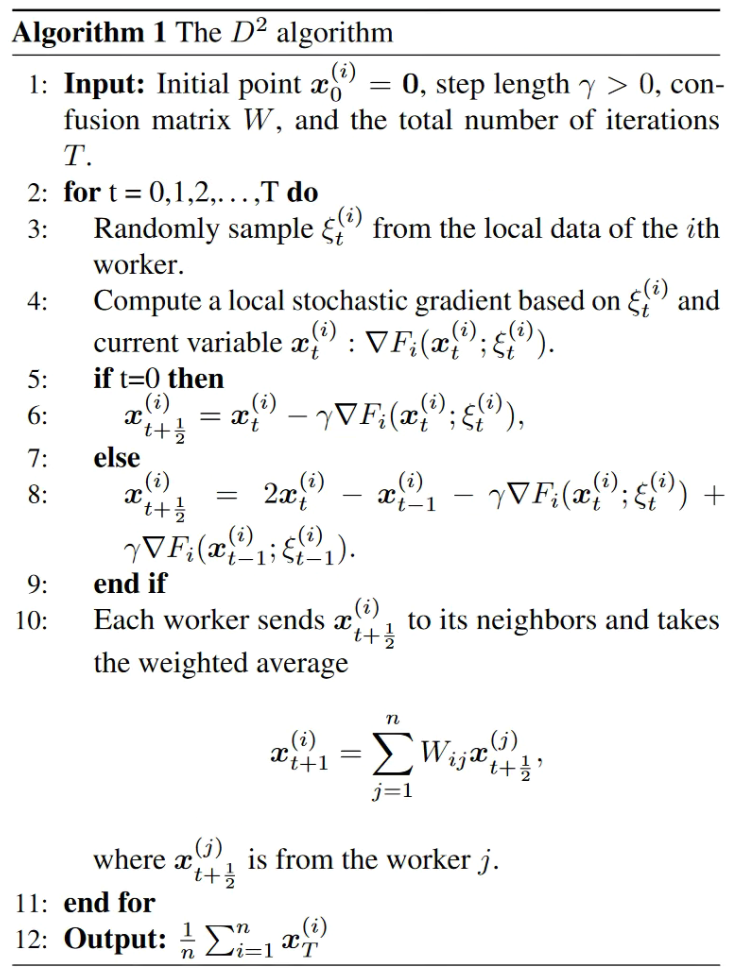 Algorithm 1 The $D^2$ algorithm
1: Input: Initial point $\boldsymbol{x}_0^{(i)} = \mathbf{0}$, step length $\gamma > 0$, con-
fusion matrix $W$, and the total number of iterations
$T$.
2: for t = 0,1,2,...,T do
3: Randomly sample $\xi_t^{(i)}$ from the local data of the $i$th
worker.
4: Compute a local stochastic gradient based on $\xi_t^{(i)}$ and
current variable $\boldsymbol{x}_t^{(i)} : \nabla F_i(\boldsymbol{x}_t^{(i)}; \xi_t^{(i)})$.
5: if t=0 then
6: $\boldsymbol{x}_{t+\frac{1}{2}}^{(i)} = \boldsymbol{x}_t^{(i)} - \gamma \nabla F_i(\boldsymbol{x}_t^{(i)}; \xi_t^{(i)})$,
7: else
8: $\boldsymbol{x}_{t+\frac{1}{2}}^{(i)} = 2\boldsymbol{x}_t^{(i)} - \boldsymbol{x}_{t-1}^{(i)} - \gamma \nabla F_i(\boldsymbol{x}_t^{(i)}; \xi_t^{(i)}) +$
$\gamma \nabla F_i(\boldsymbol{x}_{t-1}^{(i)}; \xi_{t-1}^{(i)})$.
9: end if
10: Each worker sends $\boldsymbol{x}_{t+\frac{1}{2}}^{(i)}$ to its neighbors and takes
the weighted average
$\boldsymbol{x}_{t+1}^{(i)} = \sum_{j=1}^{n} W_{ij} \boldsymbol{x}_{t+\frac{1}{2}}^{(j)},$
where $\boldsymbol{x}_{t+\frac{1}{2}}^{(j)}$ is from the worker $j$.
11: end for
12: Output: $\frac{1}{n} \sum_{i=1}^{n} \boldsymbol{x}_T^{(i)}$